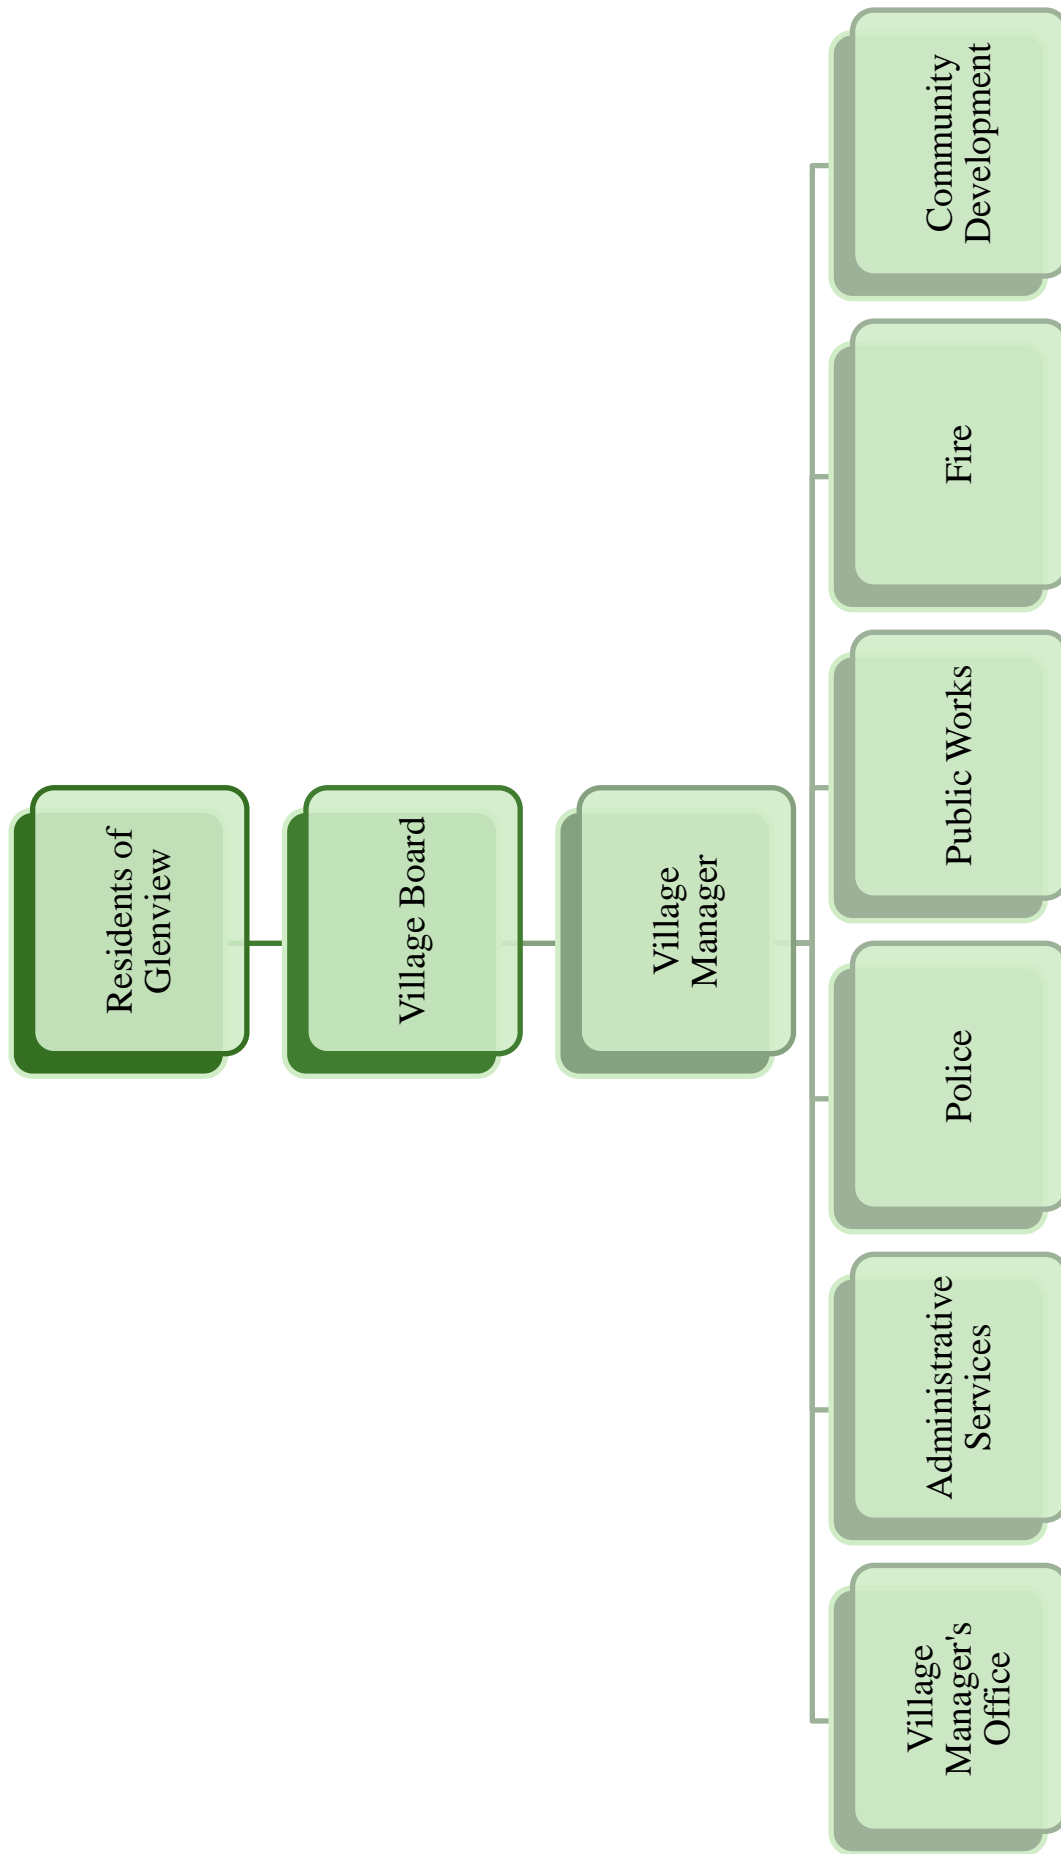 Residents of
Glenview
Village Board
Village
Manager
Village
Manager's
Office
Administrative
Services
Police
Public Works
Fire
Community
Development